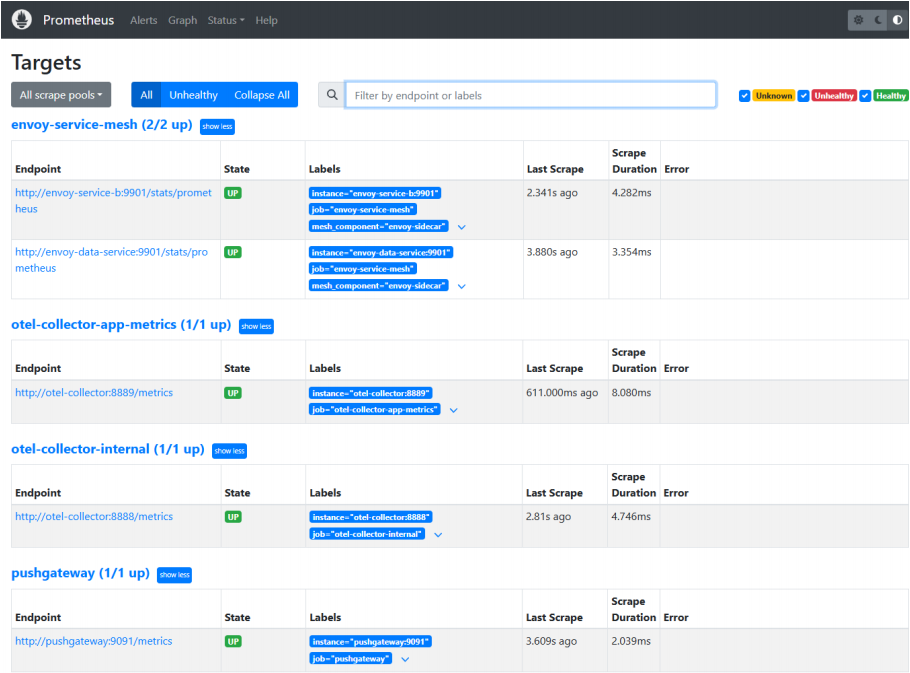 Prometheus Alerts Graph Status Help
Targets
All scrape pools All Unhealthy Collapse All Filter by endpoint or labels Unknown Unhealthy Healthy
envoy-service-mesh (2/2 up) show less
Endpoint State Labels Last Scrape Scrape Duration Error
http://envoy-service-b:9901/stats/promet
heus
UP
instance="envoy-service-b:9901"
job="envoy-service-mesh"
mesh_component="envoy-sidecar"
2.341s ago 4.282ms
http://envoy-data-service:9901/stats/pro
metheus
UP
instance="envoy-data-service:9901"
job="envoy-service-mesh"
mesh_component="envoy-sidecar"
3.880s ago 3.354ms
otel-collector-app-metrics (1/1 up) show less
Endpoint State Labels Last Scrape Scrape Duration Error
http://otel-collector:8889/metrics UP
instance="otel-collector:8889"
job="otel-collector-app-metrics"
611.000ms ago 8.080ms
otel-collector-internal (1/1 up) show less
Endpoint State Labels Last Scrape Scrape Duration Error
http://otel-collector:8888/metrics UP
instance="otel-collector:8888"
job="otel-collector-internal"
2.81s ago 4.746ms
pushgateway (1/1 up) show less
Endpoint State Labels Last Scrape Scrape Duration Error
http://pushgateway:9091/metrics UP
instance="pushgateway:9091"
job="pushgateway"
3.609s ago 2.039ms